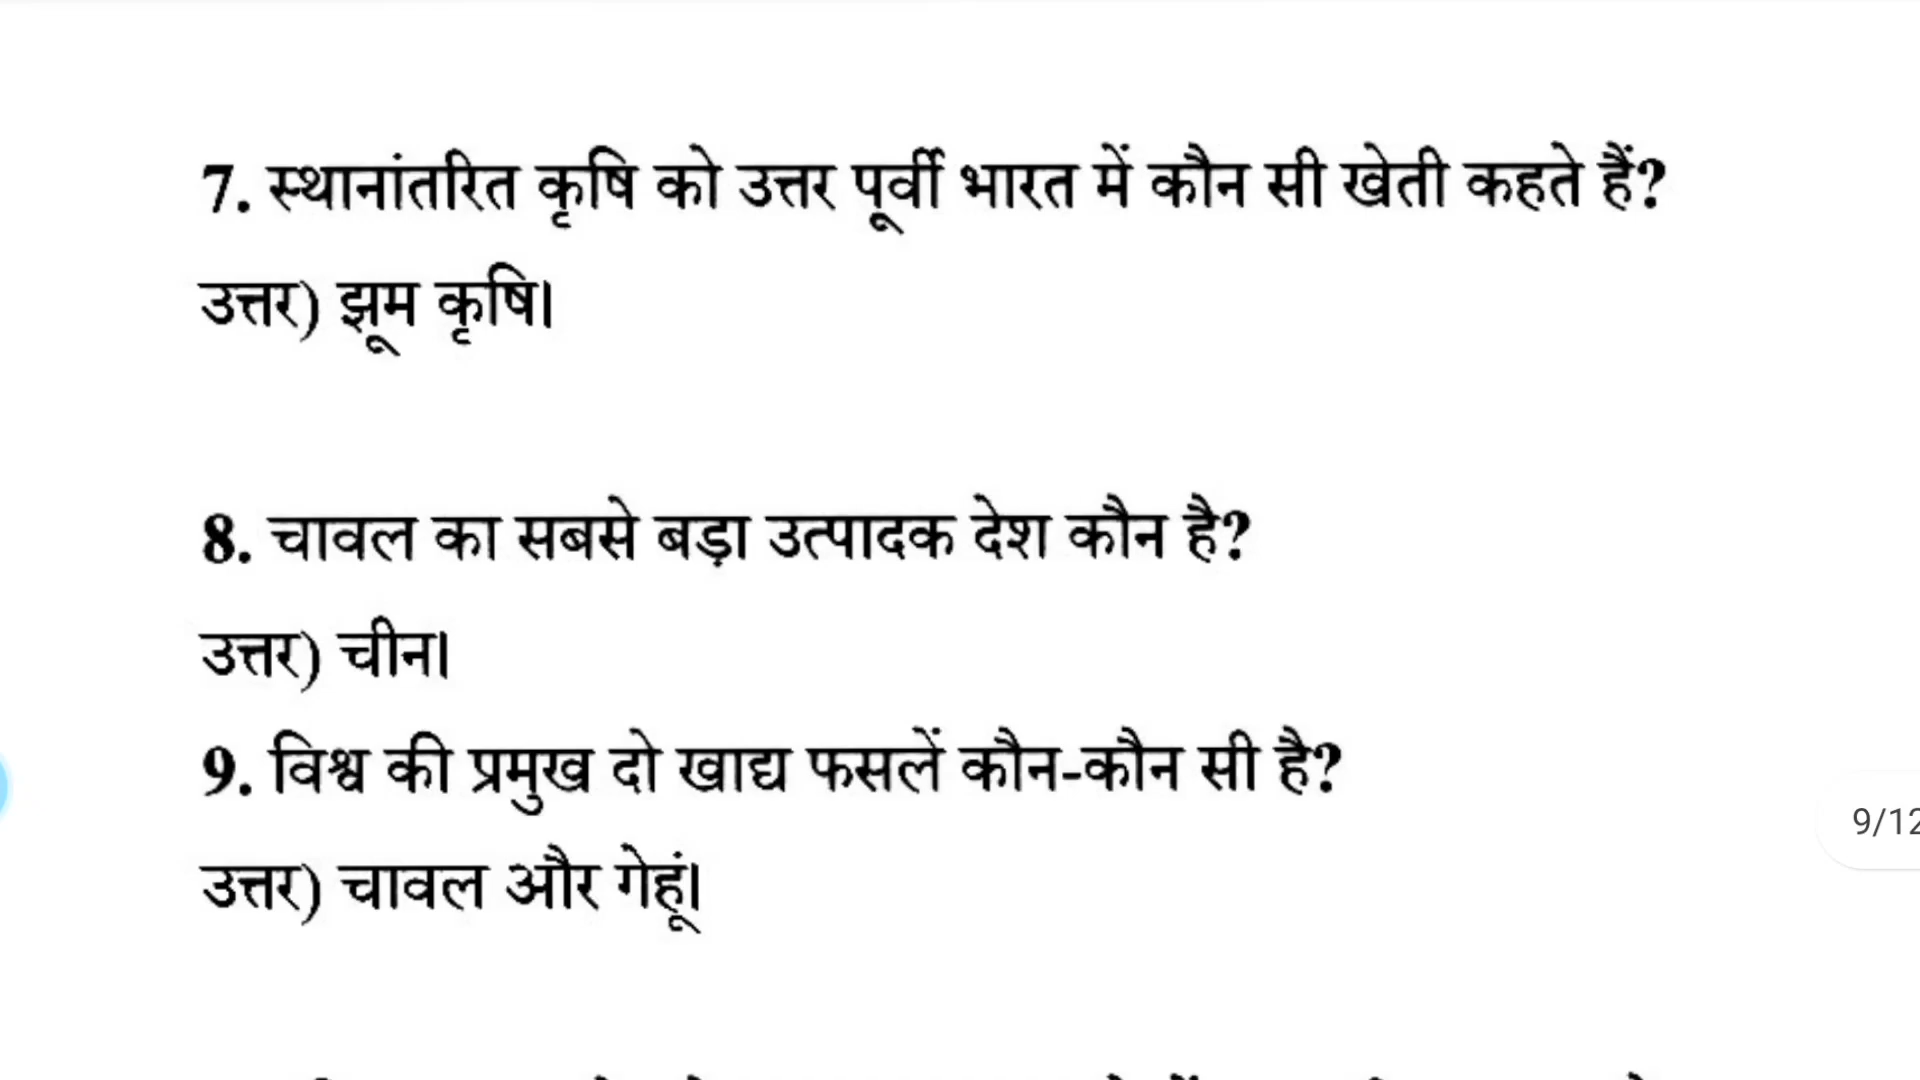 7. स्थानांतरित कृषि को उत्तर पूर्वी भारत में कौन सी खेती कहते हैं?
उत्तर) झूम कृषि।
8. चावल का सबसे बड़ा उत्पादक देश कौन है?
उत्तर) चीन।
9. विश्व की प्रमुख दो खाद्य फसलें कौन-कौन सी है?
9/12
उत्तर) चावल और गेहूं।